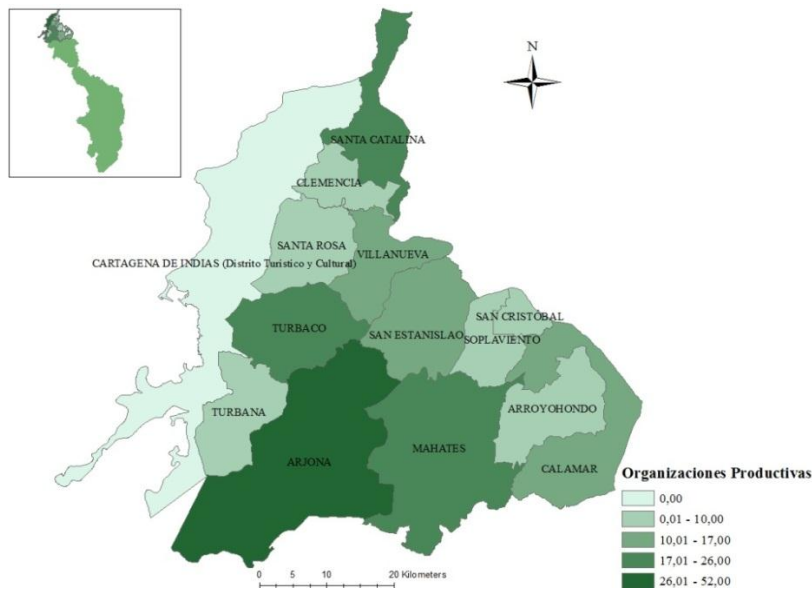 N
SANTA CATALINA
CLEMENCIA
SANTA ROSA
VILLANUEVA
CARTAGENA DE INDIAS (Distrito Turístico y Cultural)
SAN CRISTÓBAL
TURBACO
SAN ESTANISLAO
SOPLAVIENTO
TURBANA
ARROYOHONDO
ARJONA
MAHATES
CALAMAR
Organizaciones Productivas
0,00
0,01 - 10,00
10,01 - 17,00
17,01 - 26,00
26,01 - 52,00
0 5 10 20 Kilometers